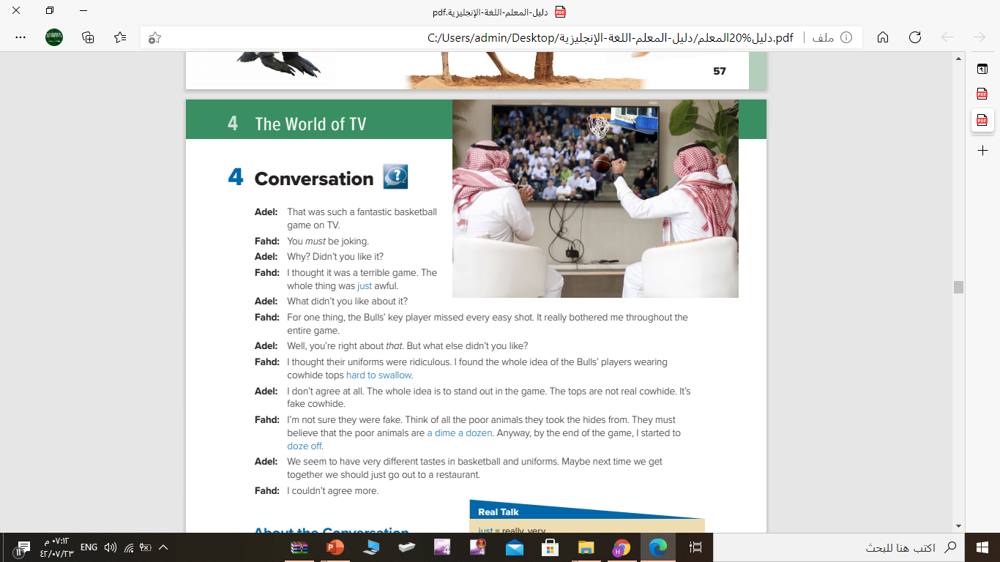 دليل-المعلم-اللغة-الإنجليزية.pdf
ملف
C:/Users/admin/Desktop/دليل%20المعلم/دليل-المعلم-اللغة-الإنجليزية.pdf
57
4 The World of TV
4 Conversation
Adel: That was such a fantastic basketball
game on TV.
Fahd: You must be joking.
Adel: Why? Didn’t you like it?
Fahd: I thought it was a terrible game. The
whole thing was just awful.
Adel: What didn’t you like about it?
Fahd: For one thing, the Bulls’ key player missed every easy shot. It really bothered me throughout the
entire game.
Adel: Well, you’re right about that. But what else didn’t you like?
Fahd: I thought their uniforms were ridiculous. I found the whole idea of the Bulls’ players wearing
cowhide tops hard to swallow.
Adel: I don’t agree at all. The whole idea is to stand out in the game. The tops are not real cowhide. It’s
fake cowhide.
Fahd: I’m not sure they were fake. Think of all the poor animals they took the hides from. They must
believe that the poor animals are a dime a dozen. Anyway, by the end of the game, I started to
doze off.
Adel: We seem to have very different tastes in basketball and uniforms. Maybe next time we get
together we should just go out to a restaurant.
Fahd: I couldn’t agree more.
Real Talk
just = really, very
About the Conversation
٠٧:١٢ م
٤٢/٠٧/٢٣
ENG
اكتب هنا للبحث